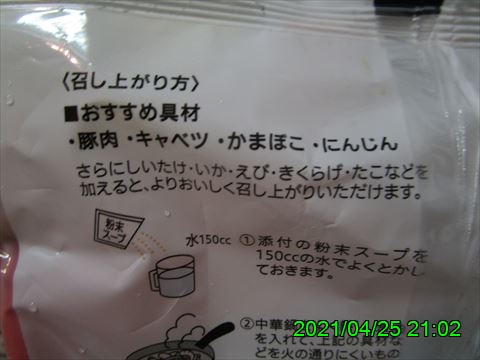 〈召し上がり方〉
■おすすめ具材
・豚肉・キャベツ・かまぼこ・にんじん
さらにしいたけ・いか・えび・きくらげ・たこなどを
加えると、よりおいしく召し上がりいただけます。
粉末
スープ
水150cc
①添付の粉末スープを
150ccの水でよくとかし
ておきます。
②中華鍋
を入れて、上記の具材な
どを火の通りにくいもの
2021/04/25 21:02